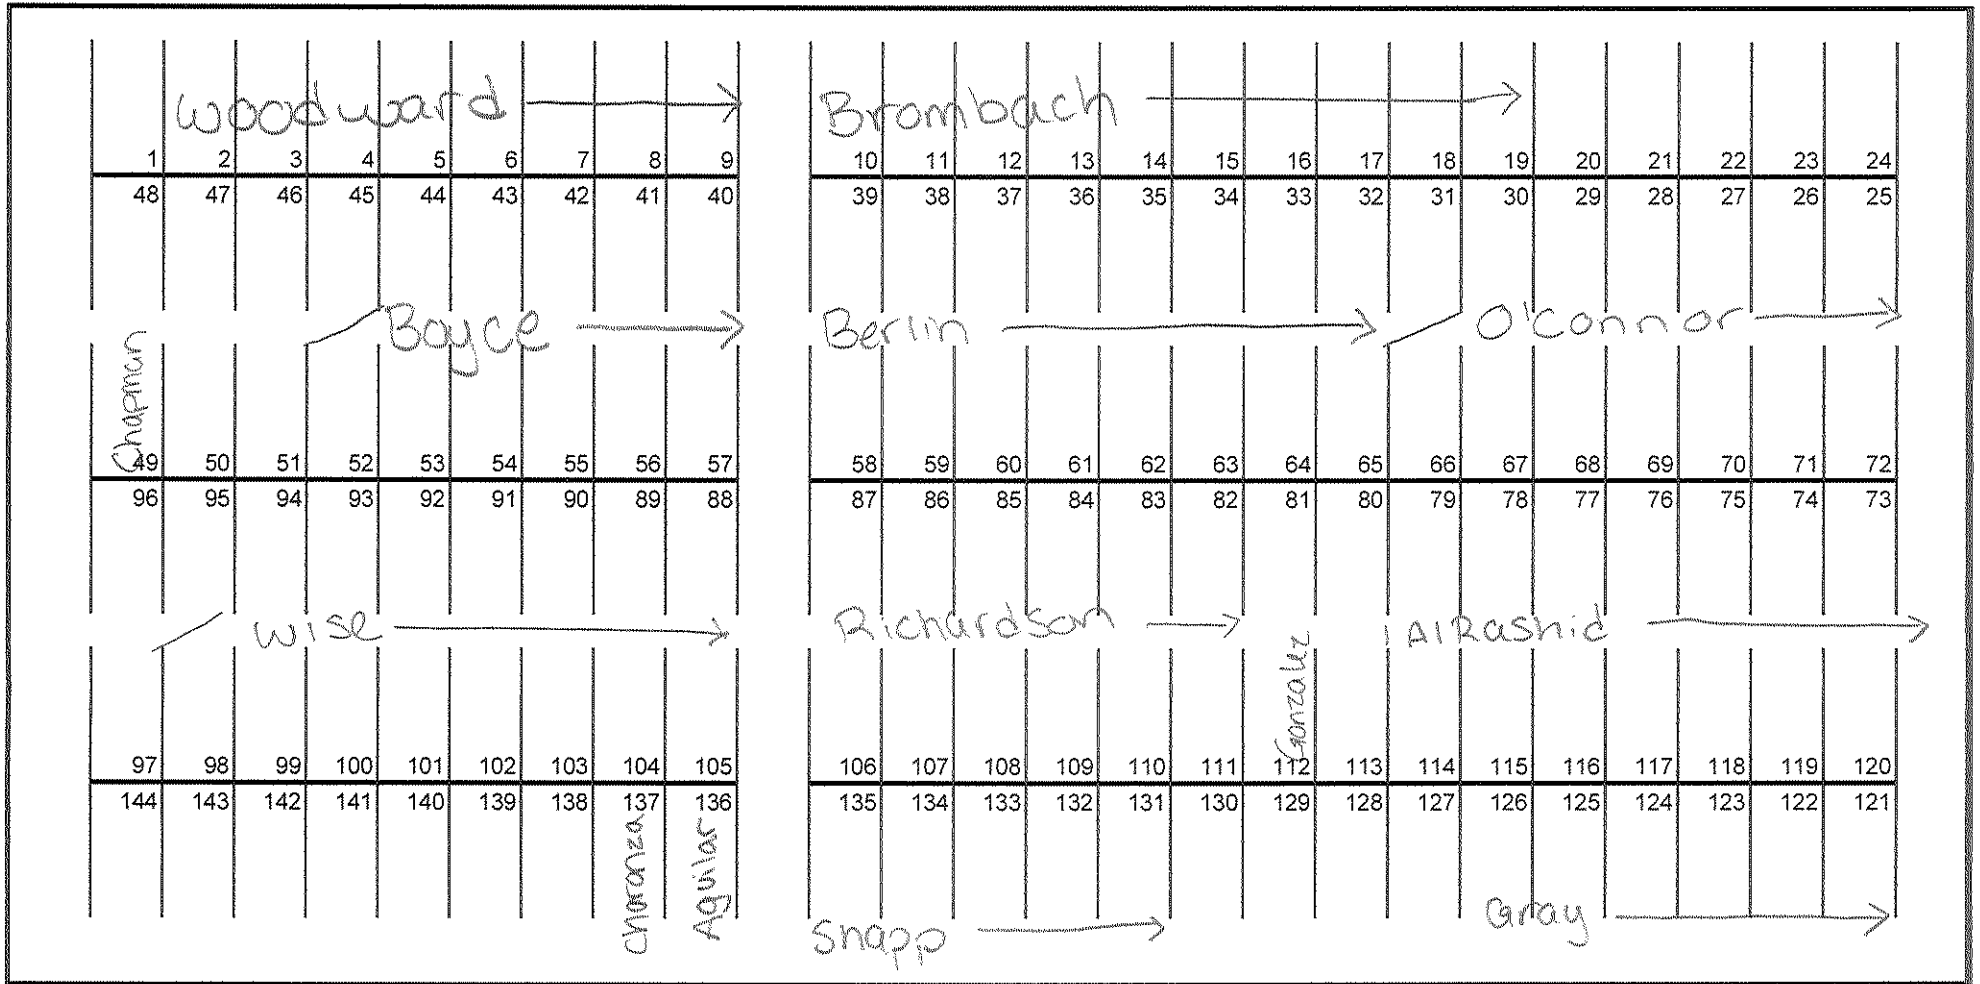 Woodward Brombach
1 2 3 4 5 6 7 8 9 10 11 12 13 14 15 16 17 18 19 20 21 22 23 24
48 47 46 45 44 43 42 41 40 39 38 37 36 35 34 33 32 31 30 29 28 27 26 25
Boyce Berlin O'Connor
Chapman
49 50 51 52 53 54 55 56 57 58 59 60 61 62 63 64 65 66 67 68 69 70 71 72
96 95 94 93 92 91 90 89 88 87 86 85 84 83 82 81 80 79 78 77 76 75 74 73
Wise Richardson AlRashid
Gonzalez
97 98 99 100 101 102 103 104 105 106 107 108 109 110 111 112 113 114 115 116 117 118 119 120
144 143 142 141 140 139 138 137 136 135 134 133 132 131 130 129 128 127 126 125 124 123 122 121
Charanza Aguilar
Snapp Gray